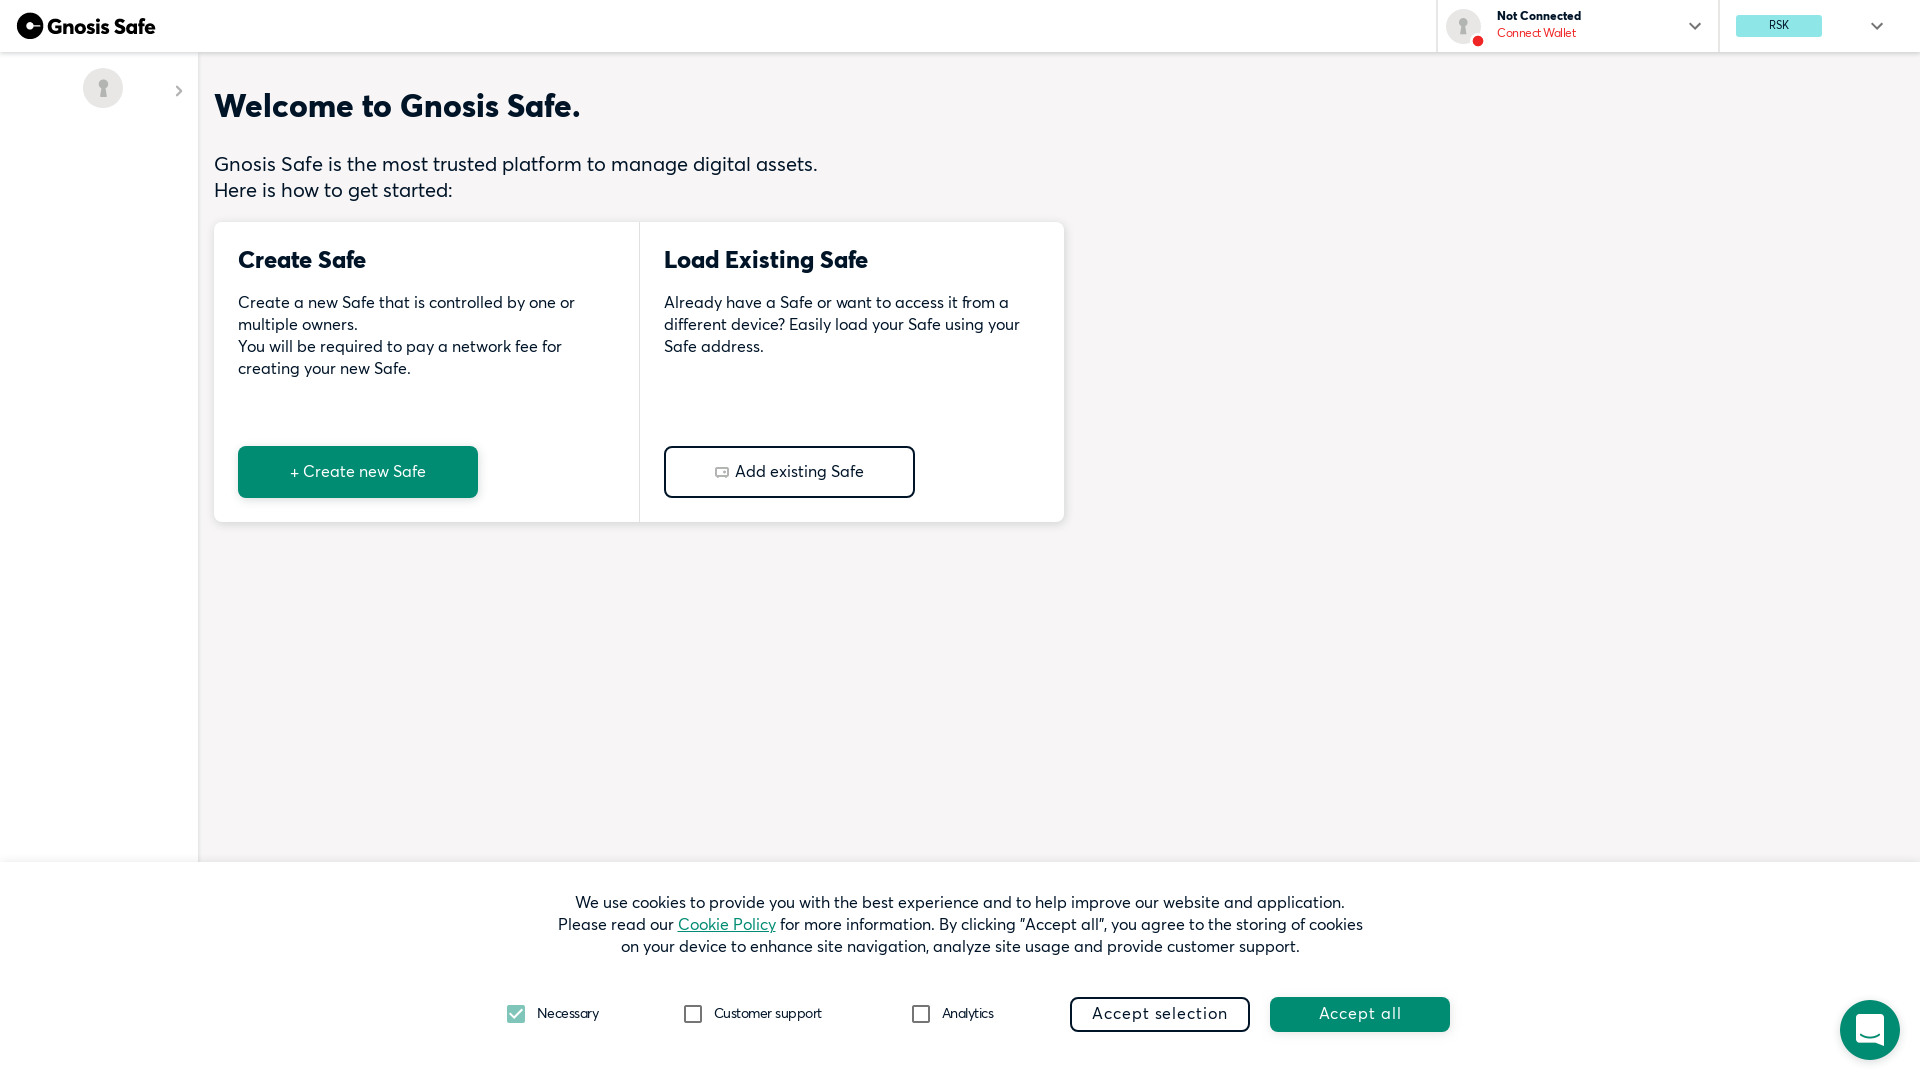 Gnosis Safe
Not Connected
Connect Wallet
RSK
Welcome to Gnosis Safe.
Gnosis Safe is the most trusted platform to manage digital assets.
Here is how to get started:
Create Safe
Create a new Safe that is controlled by one or
multiple owners.
You will be required to pay a network fee for
creating your new Safe.
+ Create new Safe
Load Existing Safe
Already have a Safe or want to access it from a
different device? Easily load your Safe using your
Safe address.
Add existing Safe
We use cookies to provide you with the best experience and to help improve our website and application.
Please read our Cookie Policy for more information. By clicking "Accept all", you agree to the storing of cookies
on your device to enhance site navigation, analyze site usage and provide customer support.
Necessary
Customer support
Analytics
Accept selection
Accept all